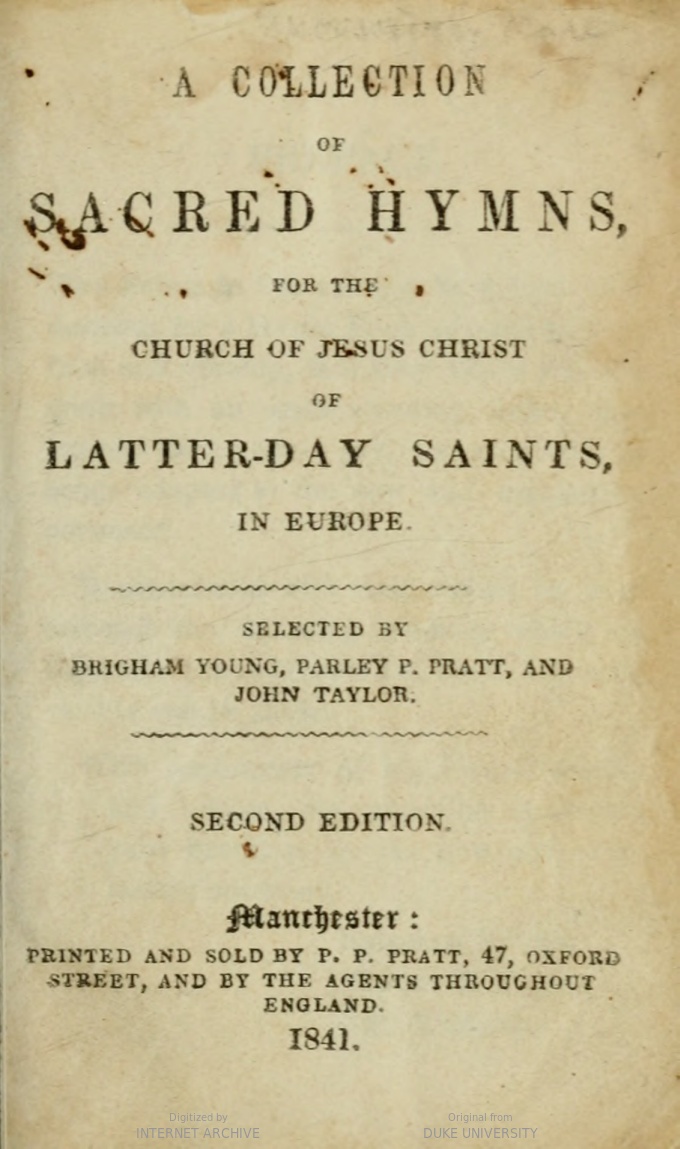 A COLLECTION
OF
SACRED HYMNS,
FOR THE
CHURCH OF JESUS CHRIST
OF
LATTER-DAY SAINTS,
IN EUROPE.
SELECTED BY
BRIGHAM YOUNG, PARLEY P. PRATT, AND
JOHN TAYLOR.
SECOND EDITION.
Manchester:
PRINTED AND SOLD BY P. P. PRATT, 47, OXFORD
STREET, AND BY THE AGENTS THROUGHOUT
ENGLAND.
1841.
Digitized by
INTERNET ARCHIVE
Original from
DUKE UNIVERSITY